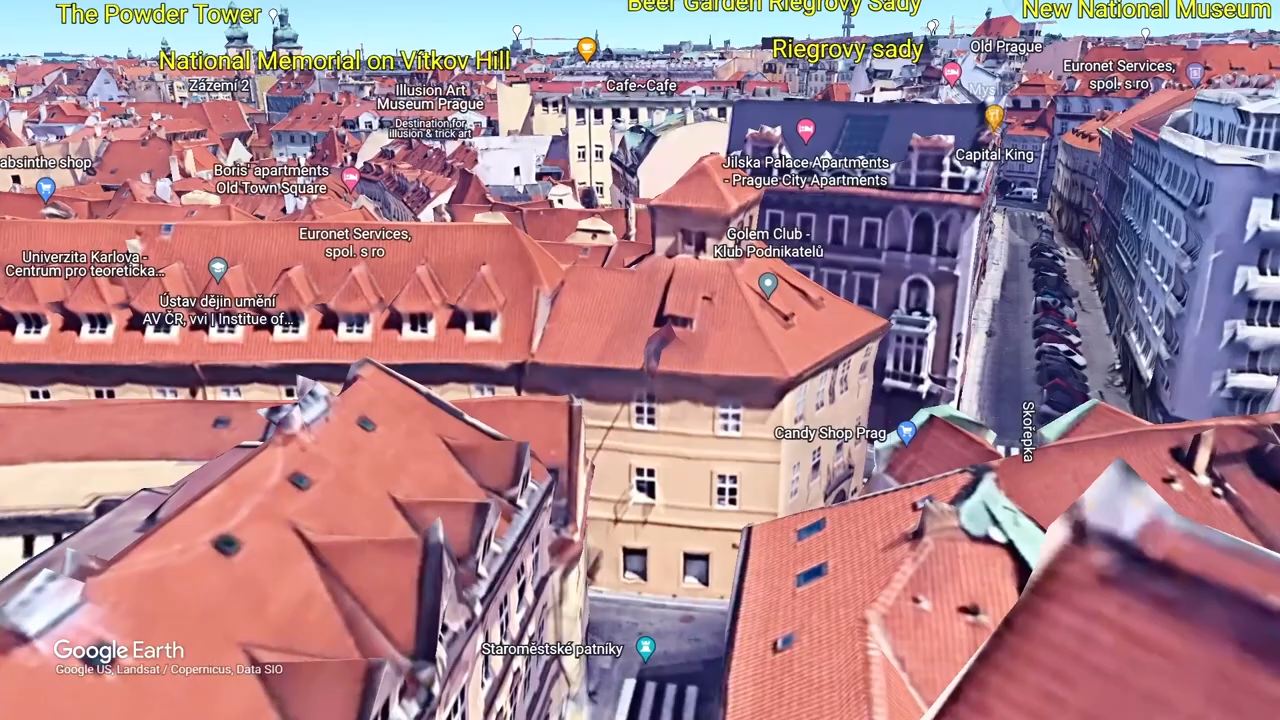 The Powder Tower
Beer Garden Riegrovy Sady
New National Museum
National Memorial on Vítkov Hill
Riegrovy sady
Old Prague
Zázemí 2
Illusion Art
Museum Prague
Destination for
illusion & trick art
Cafe~Cafe
Euronet Services,
spol. s r.o
absinthe shop
Boris' apartments
Old Town Square
Jilska Palace Apartments
- Prague City Apartments
Capital King
Euronet Services,
spol. s ro
Golem Club -
Klub Podnikatelů
Univerzita Karlova -
Centrum pro teoretická...
Ústav dějin umění
AV ČR, vvi | Institue of...
Candy Shop Prag
Skořepka
Staroměstské patníky
Google Earth
Google US, Landsat / Copernicus, Data SIO